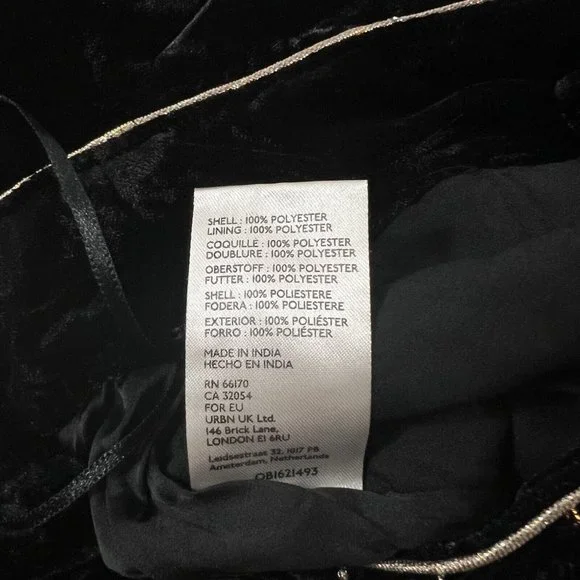 SHELL : 100% POLYESTER
LINING : 100% POLYESTER
COQUILLE : 100% POLYESTER
DOUBLURE : 100% POLYESTER
OBERSTOFF : 100% POLYESTER
FUTTER : 100% POLYESTER
SHELL : 100% POLIESTERE
FODERA : 100% POLIESTERE
EXTERIOR : 100% POLIÉSTER
FORRO : 100% POLIÉSTER
MADE IN INDIA
HECHO EN INDIA
RN 66170
CA 32054
FOR EU
URBN UK Ltd.
146 Brick Lane,
LONDON E1 6RU
Leidsestraat 32, 1017 PB
Amsterdam, Netherlands
OB1621493